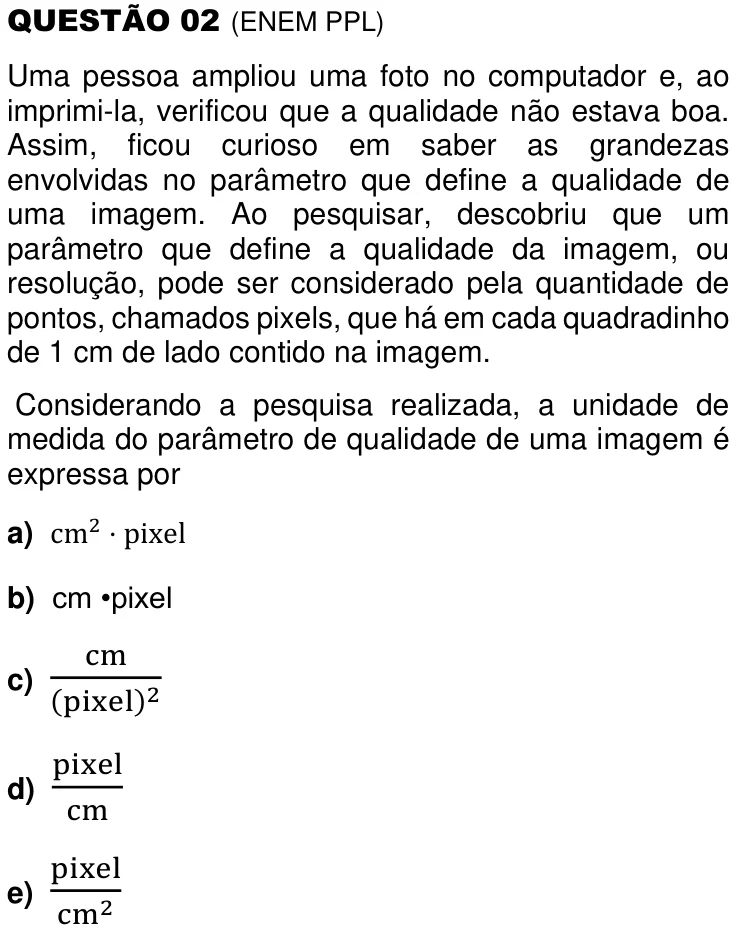 QUESTÃO 02 (ENEM PPL)
Uma pessoa ampliou uma foto no computador e, ao
imprimi-la, verificou que a qualidade não estava boa.
Assim, ficou curioso em saber as grandezas
envolvidas no parâmetro que define a qualidade de
uma imagem. Ao pesquisar, descobriu que um
parâmetro que define a qualidade da imagem, ou
resolução, pode ser considerado pela quantidade de
pontos, chamados pixels, que há em cada quadradinho
de 1 cm de lado contido na imagem.
Considerando a pesquisa realizada, a unidade de
medida do parâmetro de qualidade de uma imagem é
expressa por
a) cm² · pixel
b) cm •pixel
c) cm
(pixel)²
d) pixel
cm
e) pixel
cm²